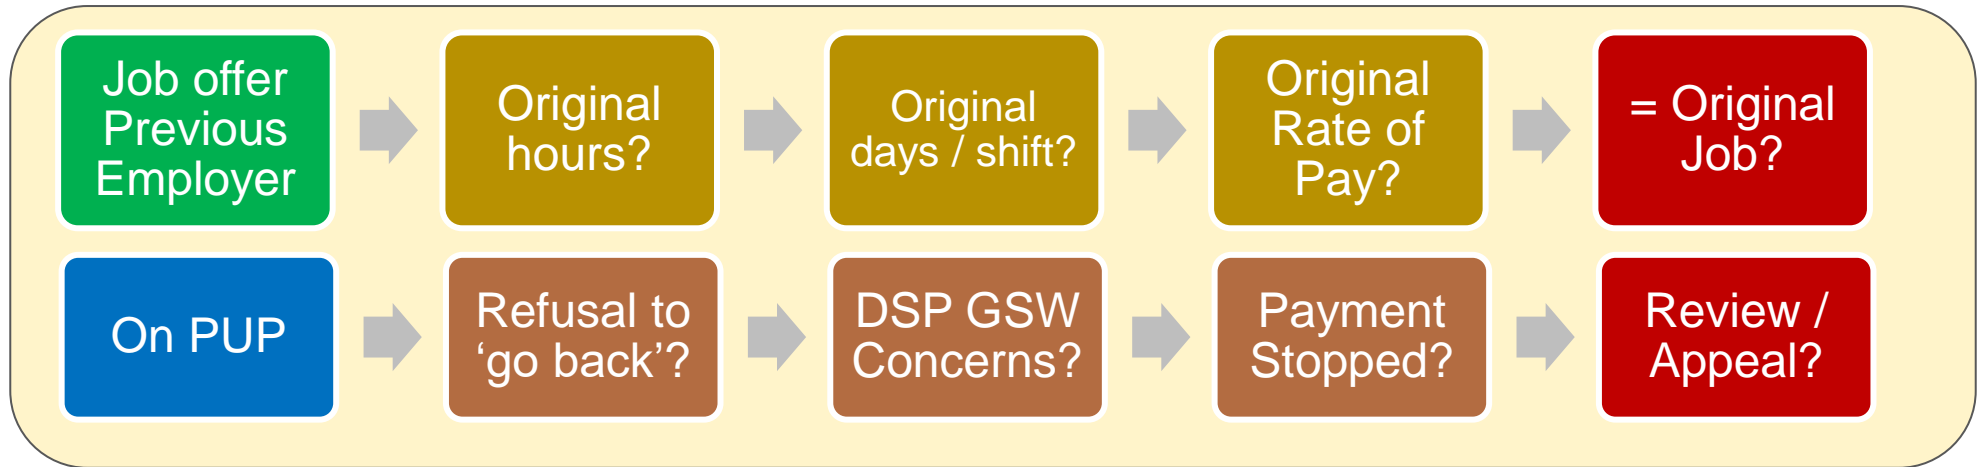 Job offer
Previous
Employer
Original
hours?
Original
days / shift?
Original
Rate of
Pay?
= Original
Job?
On PUP
Refusal to
‘go back’?
DSP GSW
Concerns?
Payment
Stopped?
Review /
Appeal?